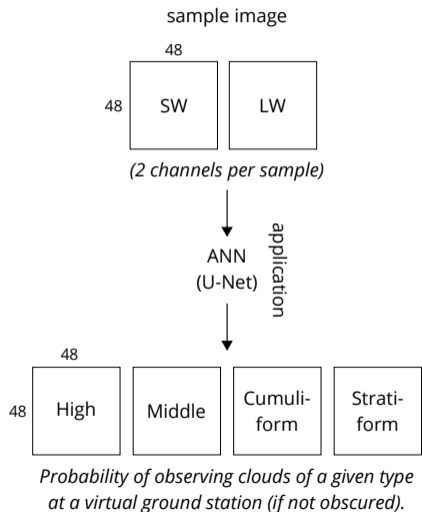 sample image
48
48
SW
LW
(2 channels per sample)
ANN
(U-Net)
application
48
48
High
Middle
Cumuli-
form
Strati-
form
Probability of observing clouds of a given type
at a virtual ground station (if not obscured).